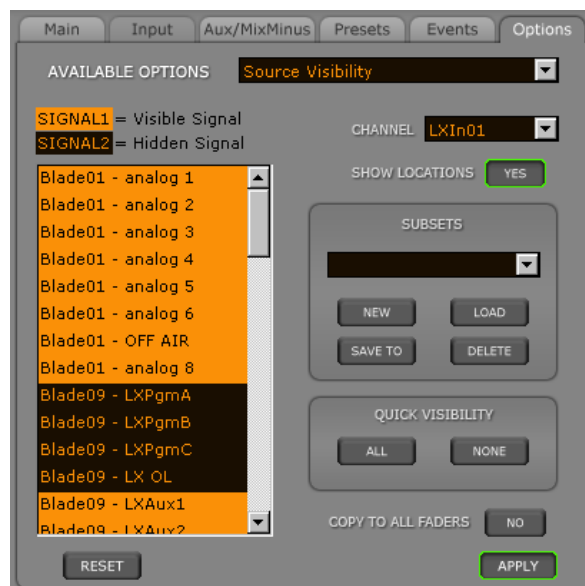 Main Input Aux/MixMinus Presets Events Options
AVAILABLE OPTIONS Source Visibility
SIGNAL1 = Visible Signal
SIGNAL2 = Hidden Signal
CHANNEL LXIn01
SHOW LOCATIONS YES
Blade01 - analog 1
Blade01 - analog 2
Blade01 - analog 3
Blade01 - analog 4
Blade01 - analog 5
Blade01 - analog 6
Blade01 - OFF AIR
Blade01 - analog 8
Blade09 - LXPgmA
Blade09 - LXPgmB
Blade09 - LXPgmC
Blade09 - LX OL
Blade09 - LXAux1
Blade09 - LXAux2
SUBSETS
NEW LOAD
SAVE TO DELETE
QUICK VISIBILITY
ALL NONE
COPY TO ALL FADERS NO
RESET APPLY